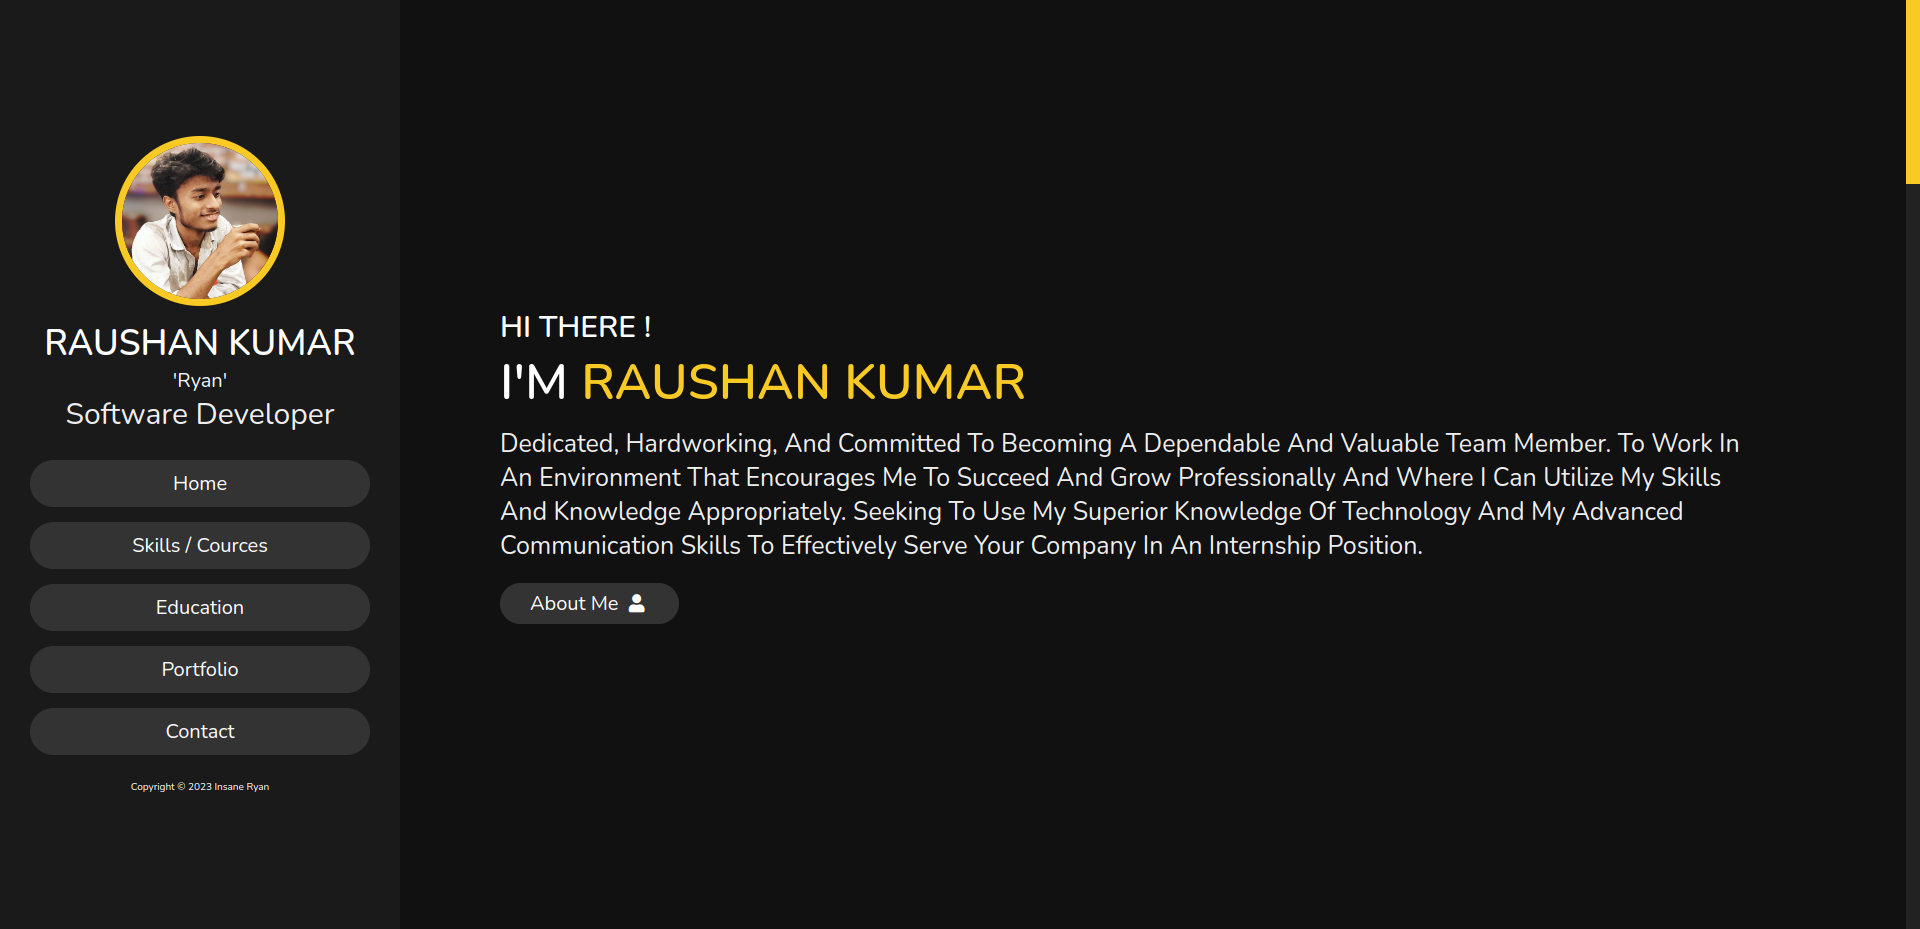 RAUSHAN KUMAR
'Ryan'
Software Developer
Home
Skills / Cources
Education
Portfolio
Contact
Copyright © 2023 Insane Ryan
HI THERE !
I'M RAUSHAN KUMAR
Dedicated, Hardworking, And Committed To Becoming A Dependable And Valuable Team Member. To Work In
An Environment That Encourages Me To Succeed And Grow Professionally And Where I Can Utilize My Skills
And Knowledge Appropriately. Seeking To Use My Superior Knowledge Of Technology And My Advanced
Communication Skills To Effectively Serve Your Company In An Internship Position.
About Me